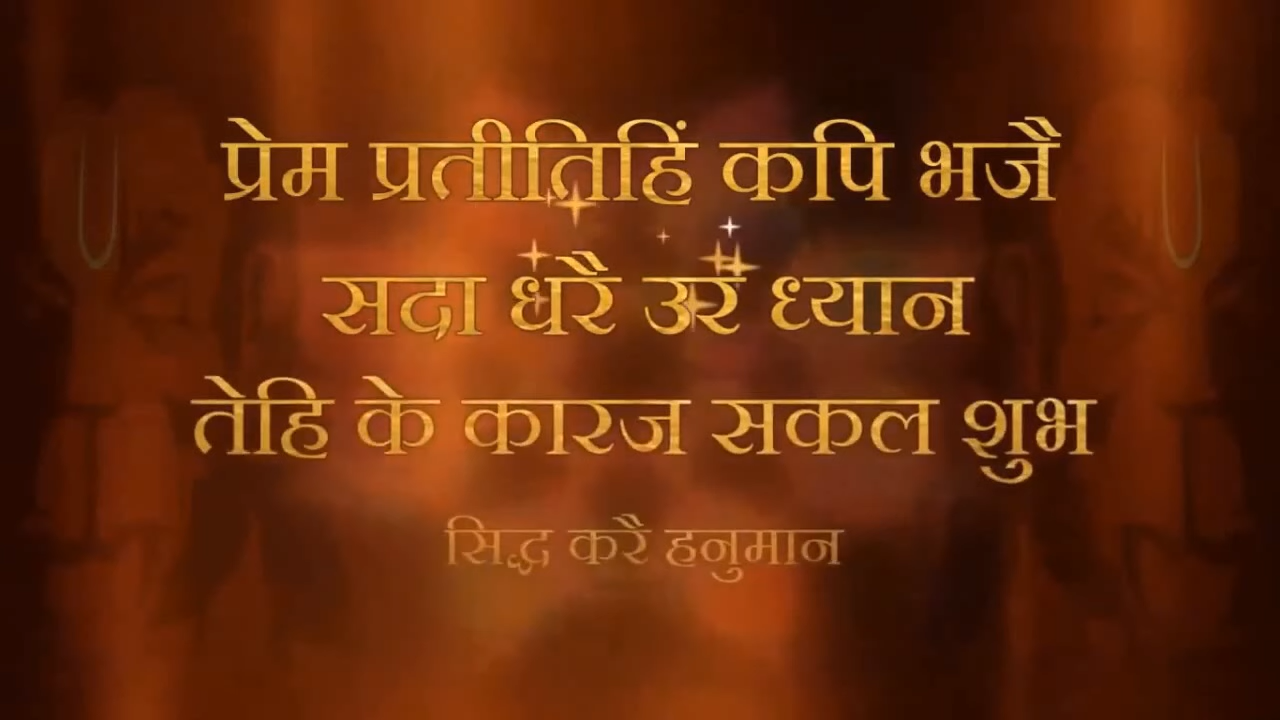 प्रेम प्रतीतिहिं कपि भजै
सदा धरै उर ध्यान
तेहि के कारज सकल शुभ
सिद्ध करै हनुमान